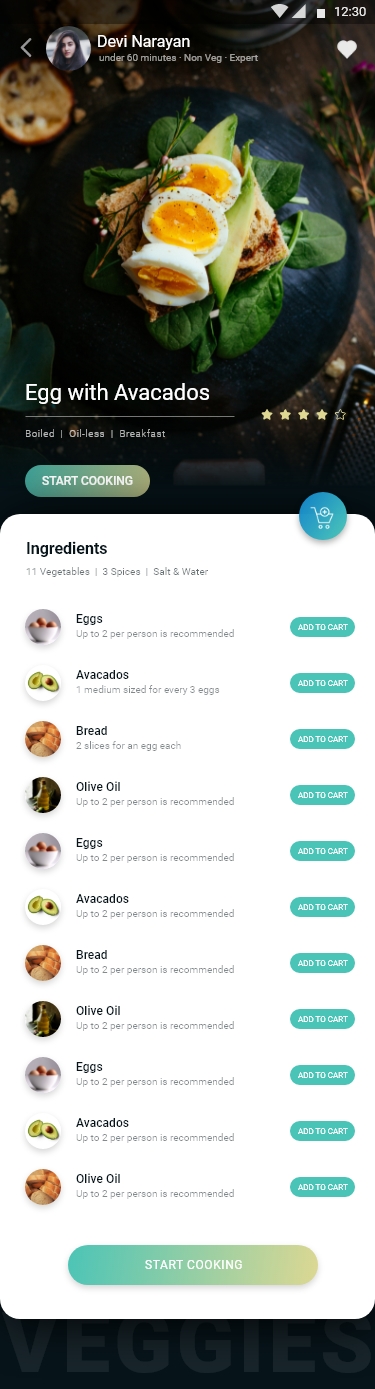 12:30
Devi Narayan
under 60 minutes · Non Veg · Expert
Egg with Avacados
Boiled | Oil-less | Breakfast
START COOKING
Ingredients
11 Vegetables | 3 Spices | Salt & Water
Eggs
Up to 2 per person is recommended
ADD TO CART
Avacados
1 medium sized for every 3 eggs
ADD TO CART
Bread
2 slices for an egg each
ADD TO CART
Olive Oil
Up to 2 per person is recommended
ADD TO CART
Eggs
Up to 2 per person is recommended
ADD TO CART
Avacados
Up to 2 per person is recommended
ADD TO CART
Bread
Up to 2 per person is recommended
ADD TO CART
Olive Oil
Up to 2 per person is recommended
ADD TO CART
Eggs
Up to 2 per person is recommended
ADD TO CART
Avacados
Up to 2 per person is recommended
ADD TO CART
Olive Oil
Up to 2 per person is recommended
ADD TO CART
START COOKING
VEGGIES